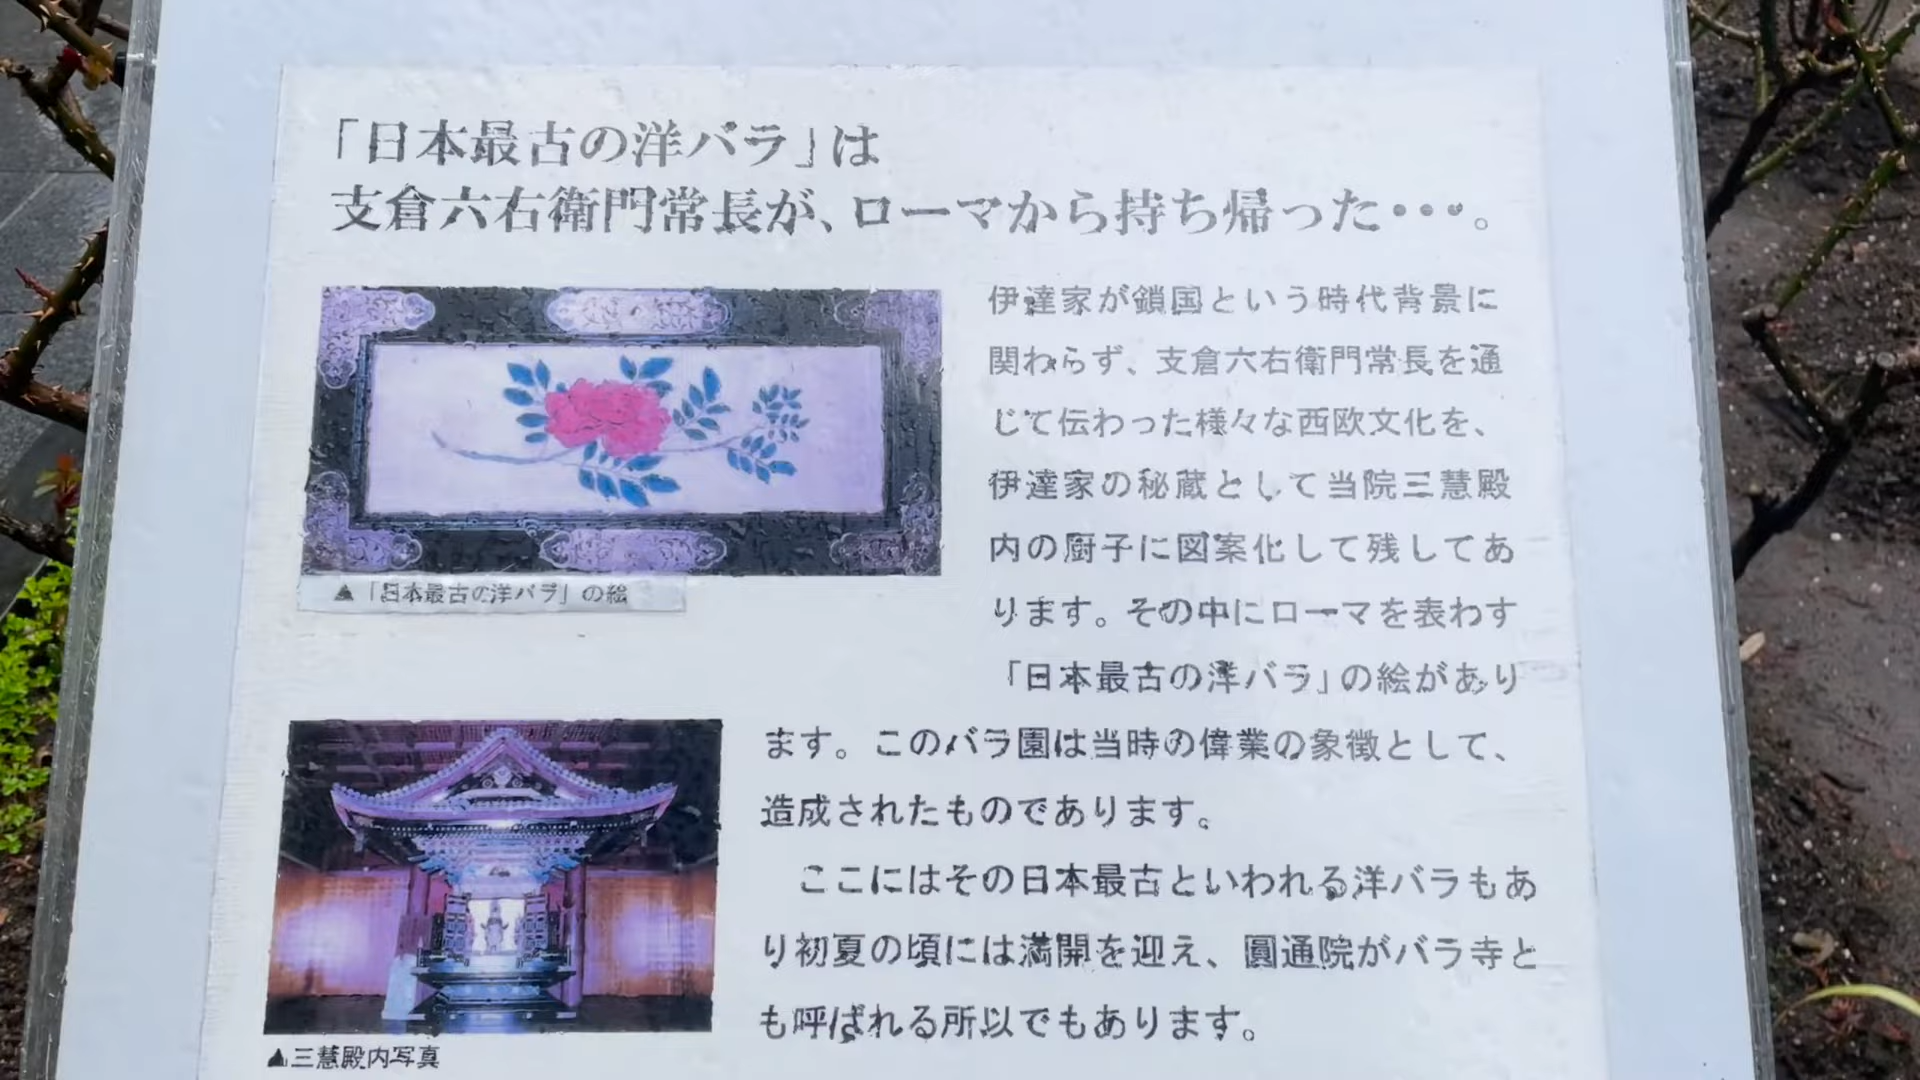 「日本最古の洋バラ」は
支倉六右衛門常長が、ローマから持ち帰った・・・。
伊達家が鎖国という時代背景に
関わらず、支倉六右衛門常長を通
じて伝わった様々な西欧文化を、
伊達家の秘蔵として当院三慧殿
内の厨子に図案化して残してあ
ります。その中にローマを表わす
「日本最古の洋バラ」の絵があり
ます。このバラ園は当時の偉業の象徴として、
造成されたものであります。
ここにはその日本最古といわれる洋バラもあ
り初夏の頃には満開を迎え、圓通院がバラ寺と
も呼ばれる所以でもあります。
▲「日本最古の洋バラ」の絵
▲三慧殿内写真